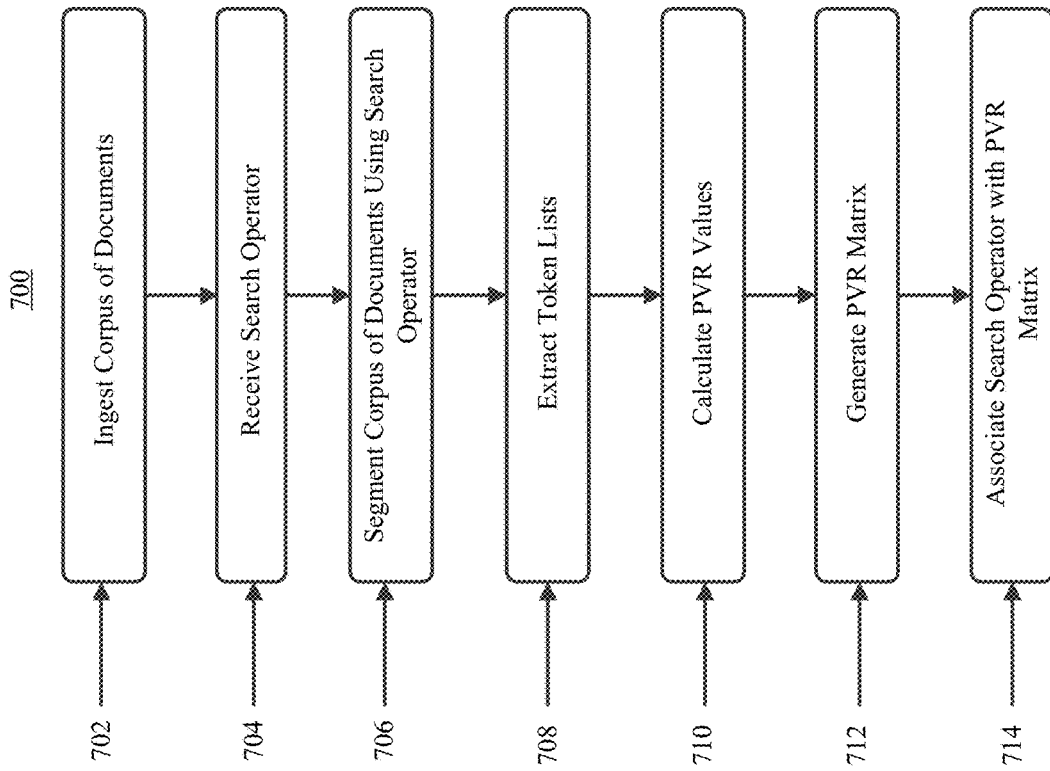 700
702
Ingest Corpus of Documents
704
Receive Search Operator
706
Segment Corpus of Documents Using Search
Operator
708
Extract Token Lists
710
Calculate PVR Values
712
Generate PVR Matrix
714
Associate Search Operator with PVR
Matrix